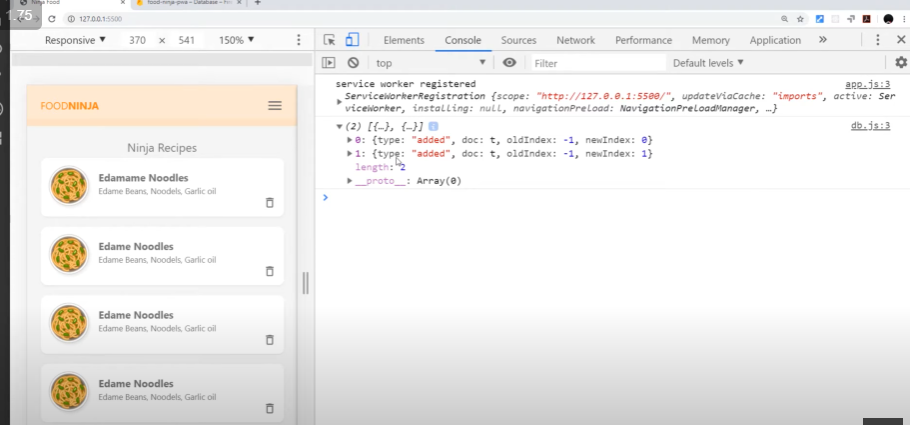 1.75
Ninja Food
food-ninja-pwa – Database – Fire
127.0.0.1:5500
Responsive ▼ 370 × 541 150% ▼
Elements Console Sources Network Performance Memory Application »
top Filter Default levels ▼
service worker registered app.js:3
ServiceWorkerRegistration {scope: "http://127.0.0.1:5500/", updateViaCache: "imports", active: Ser
viceWorker, installing: null, navigationPreload: NavigationPreloadManager, …}
(2) [{…}, {…}] i db.js:3
0: {type: "added", doc: t, oldIndex: -1, newIndex: 0}
1: {type: "added", doc: t, oldIndex: -1, newIndex: 1}
length: 2
__proto__: Array(0)
FOODNINJA
Ninja Recipes
Edamame Noodles
Edame Beans, Noodels, Garlic oil
Edame Noodles
Edame Beans, Noodels, Garlic oil
Edame Noodles
Edame Beans, Noodels, Garlic oil
Edame Noodles
Edame Beans, Noodels, Garlic oil